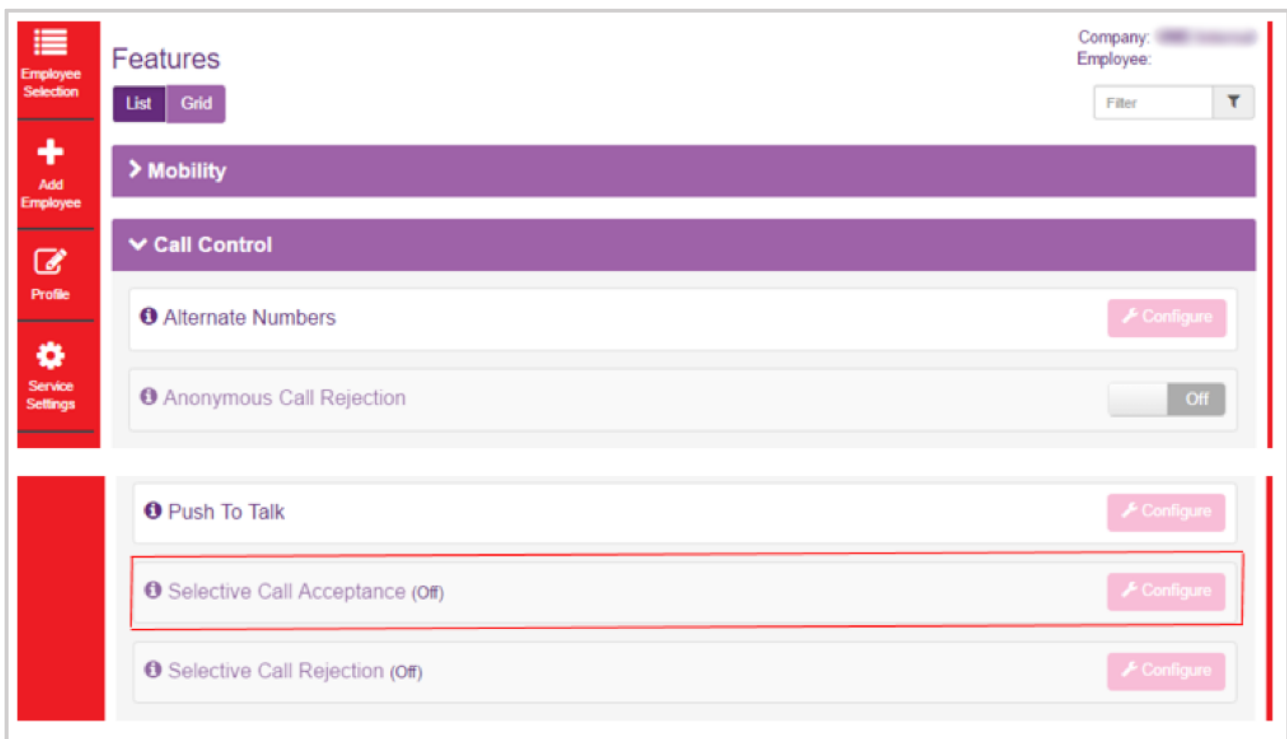 Employee
Selection
Add
Employee
Profile
Service
Settings
Features
Company:
Employee:
List Grid
Filter
Mobility
Call Control
Alternate Numbers Configure
Anonymous Call Rejection Off
Push To Talk Configure
Selective Call Acceptance (Off) Configure
Selective Call Rejection (Off) Configure